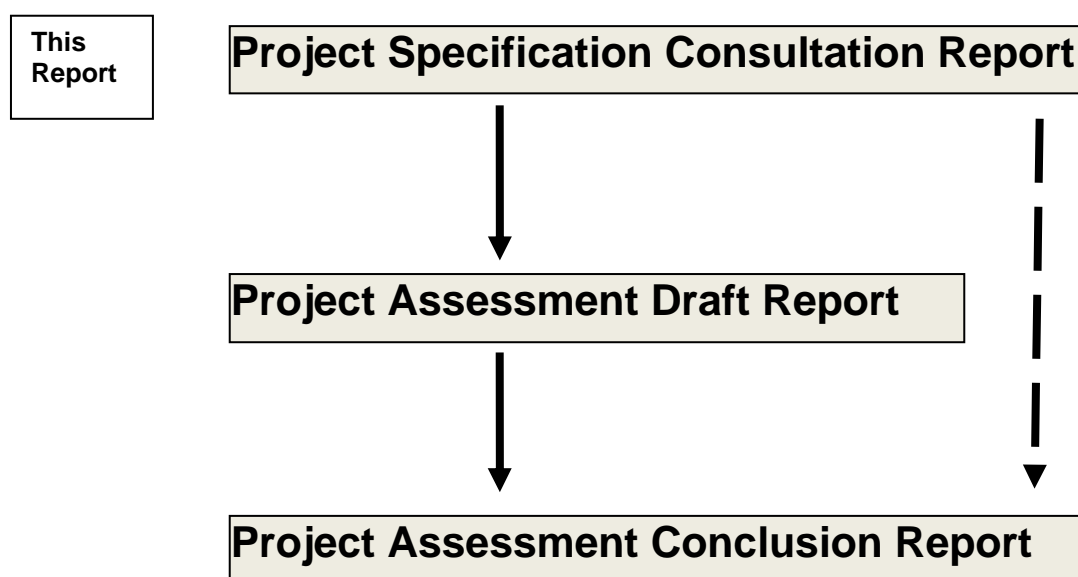 This
Report
Project Specification Consultation Report
Project Assessment Draft Report
Project Assessment Conclusion Report